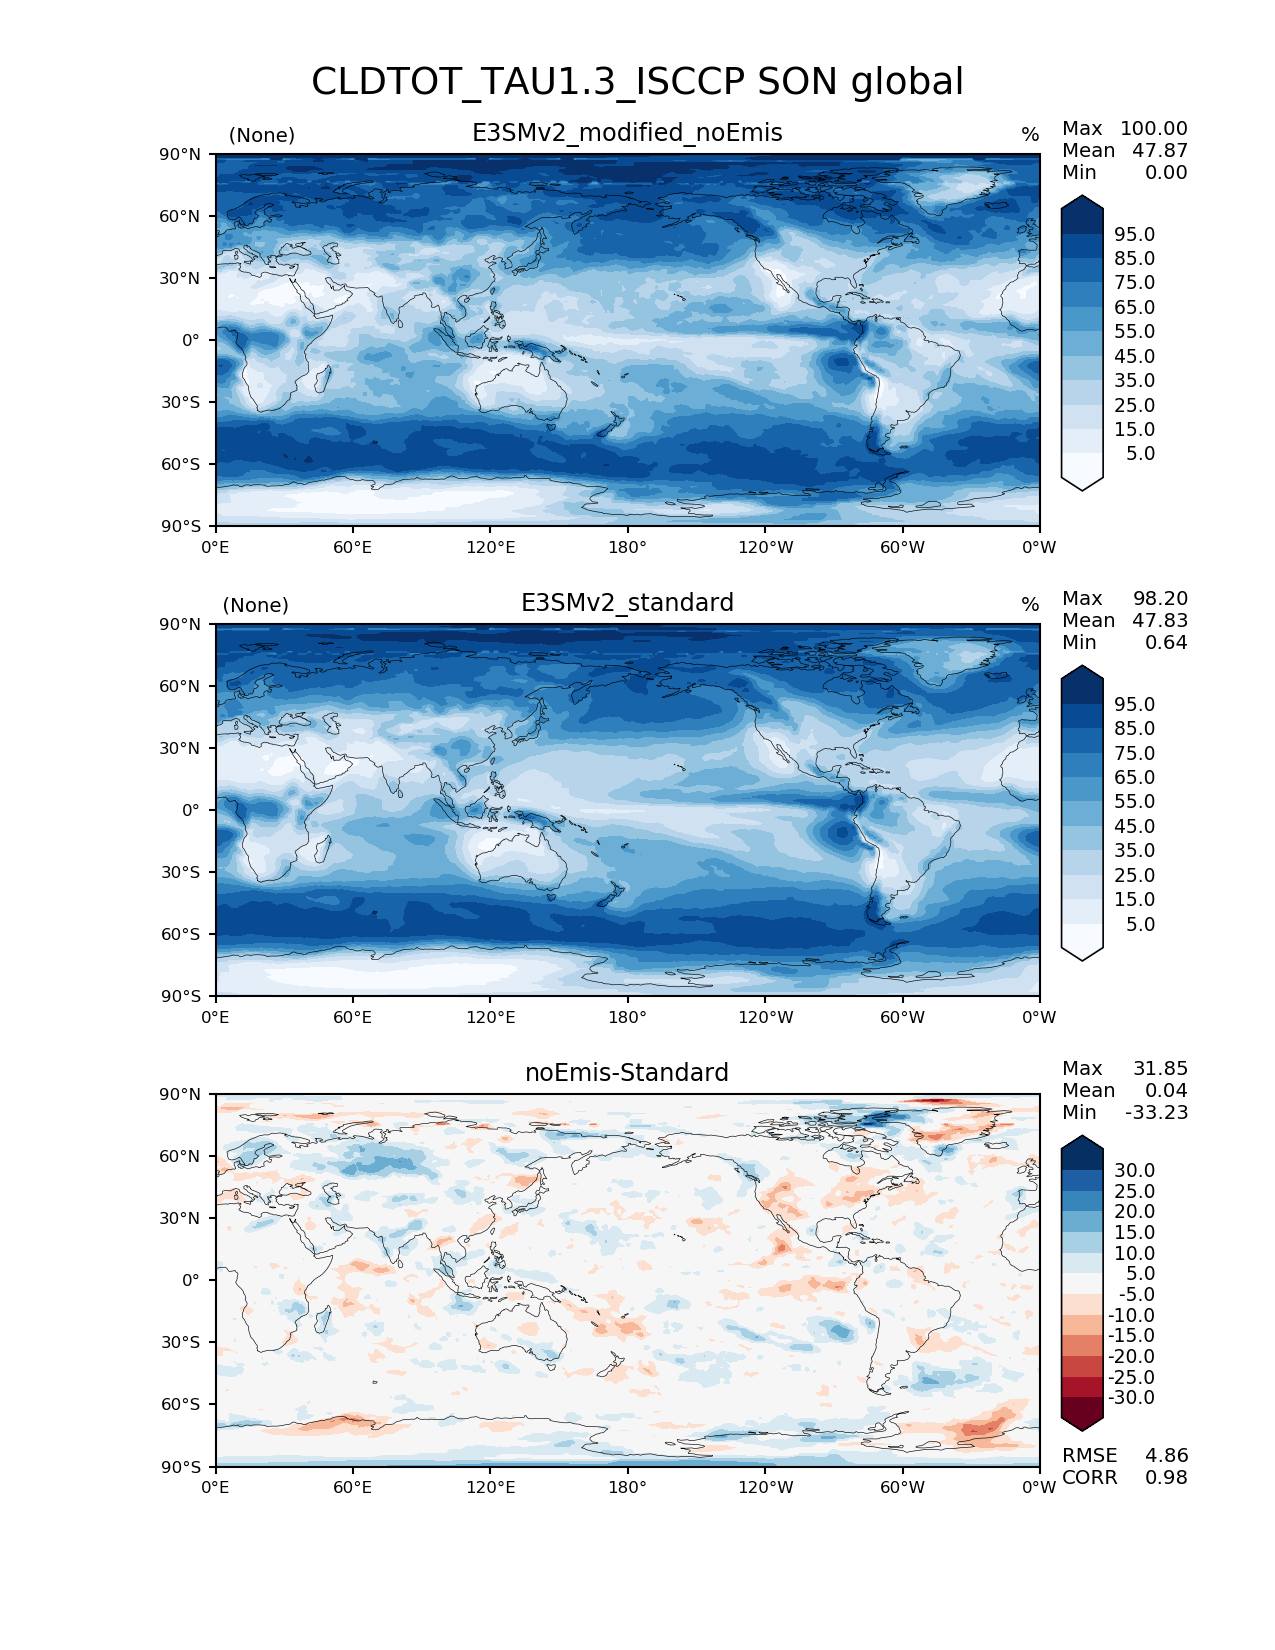 CLDTOT_TAU1.3_ISCCP SON global
(None) E3SMv2_modified_noEmis %
Max 100.00
Mean 47.87
Min 0.00
90°N
60°N
30°N
0°
30°S
60°S
90°S
0°E 60°E 120°E 180° 120°W 60°W 0°W
95.0
85.0
75.0
65.0
55.0
45.0
35.0
25.0
15.0
5.0
(None) E3SMv2_standard %
Max 98.20
Mean 47.83
Min 0.64
90°N
60°N
30°N
0°
30°S
60°S
90°S
0°E 60°E 120°E 180° 120°W 60°W 0°W
95.0
85.0
75.0
65.0
55.0
45.0
35.0
25.0
15.0
5.0
noEmis-Standard
Max 31.85
Mean 0.04
Min -33.23
90°N
60°N
30°N
0°
30°S
60°S
90°S
0°E 60°E 120°E 180° 120°W 60°W 0°W
30.0
25.0
20.0
15.0
10.0
5.0
-5.0
-10.0
-15.0
-20.0
-25.0
-30.0
RMSE 4.86
CORR 0.98